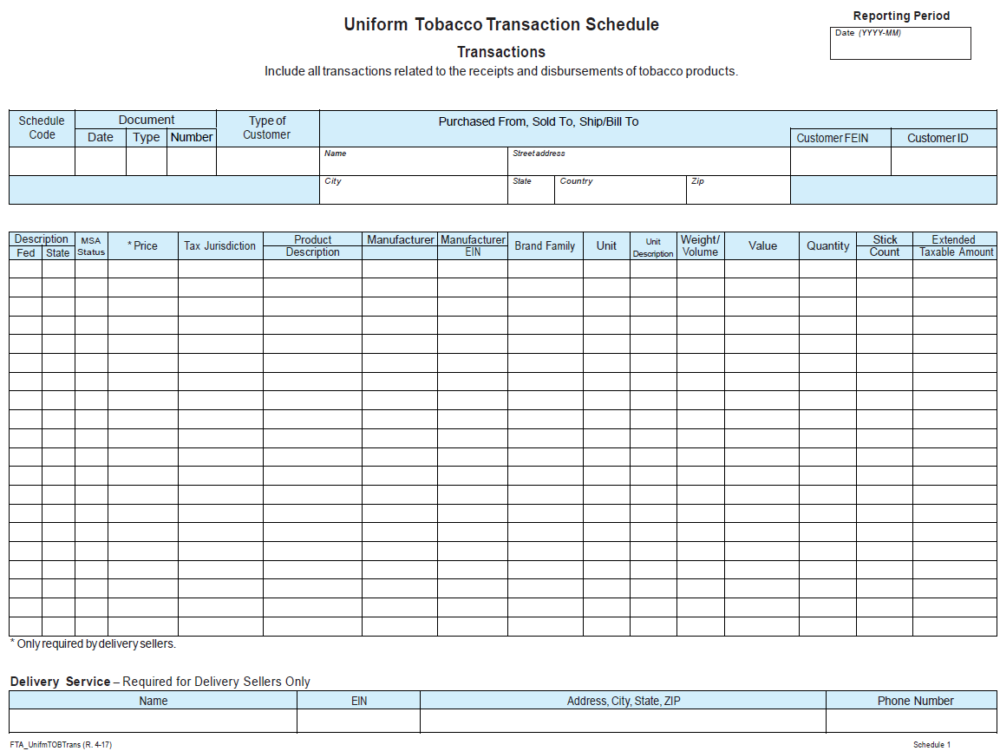 Reporting Period
Date (YYYY-MM)
Uniform Tobacco Transaction Schedule
Transactions
Include all transactions related to the receipts and disbursements of tobacco products.
Schedule Code
Document
Date Type Number
Type of Customer
Purchased From, Sold To, Ship/Bill To
Customer FEIN Customer ID
Name Street address
City State Country Zip
Description
Fed State
MSA Status
* Price
Tax Jurisdiction
Product Description
Manufacturer
Manufacturer EIN
Brand Family
Unit
Unit Description
Weight/ Volume
Value
Quantity
Stick Count
Extended Taxable Amount
* Only required by delivery sellers.
Delivery Service – Required for Delivery Sellers Only
Name EIN Address, City, State, ZIP Phone Number
FTA_UnifmTOBTrans (R. 4-17) Schedule 1